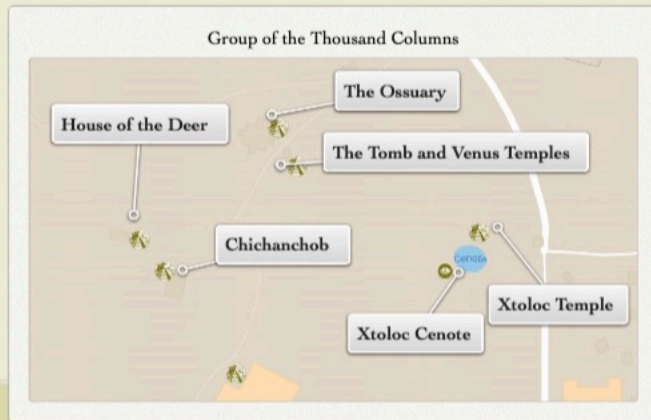 Group of the Thousand Columns
The Ossuary
House of the Deer
The Tomb and Venus Temples
Chichanchob
Cenote
Xtoloc Temple
Xtoloc Cenote